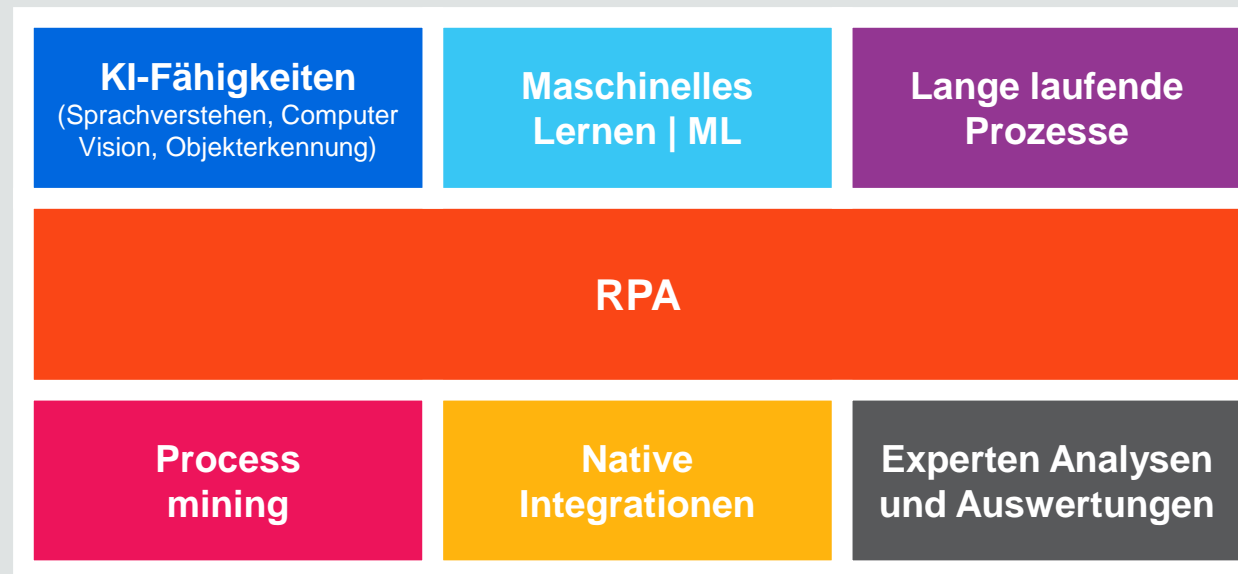 KI-Fähigkeiten
(Sprachverstehen, Computer
Vision, Objekterkennung)
Maschinelles
Lernen | ML
Lange laufende
Prozesse
RPA
Process
mining
Native
Integrationen
Experten Analysen
und Auswertungen